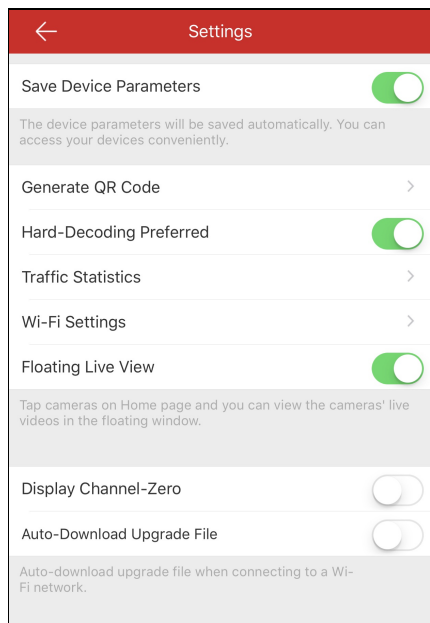 Settings
Save Device Parameters
The device parameters will be saved automatically. You can
access your devices conveniently.
Generate QR Code
Hard-Decoding Preferred
Traffic Statistics
Wi-Fi Settings
Floating Live View
Tap cameras on Home page and you can view the cameras' live
videos in the floating window.
Display Channel-Zero
Auto-Download Upgrade File
Auto-download upgrade file when connecting to a Wi-
Fi network.